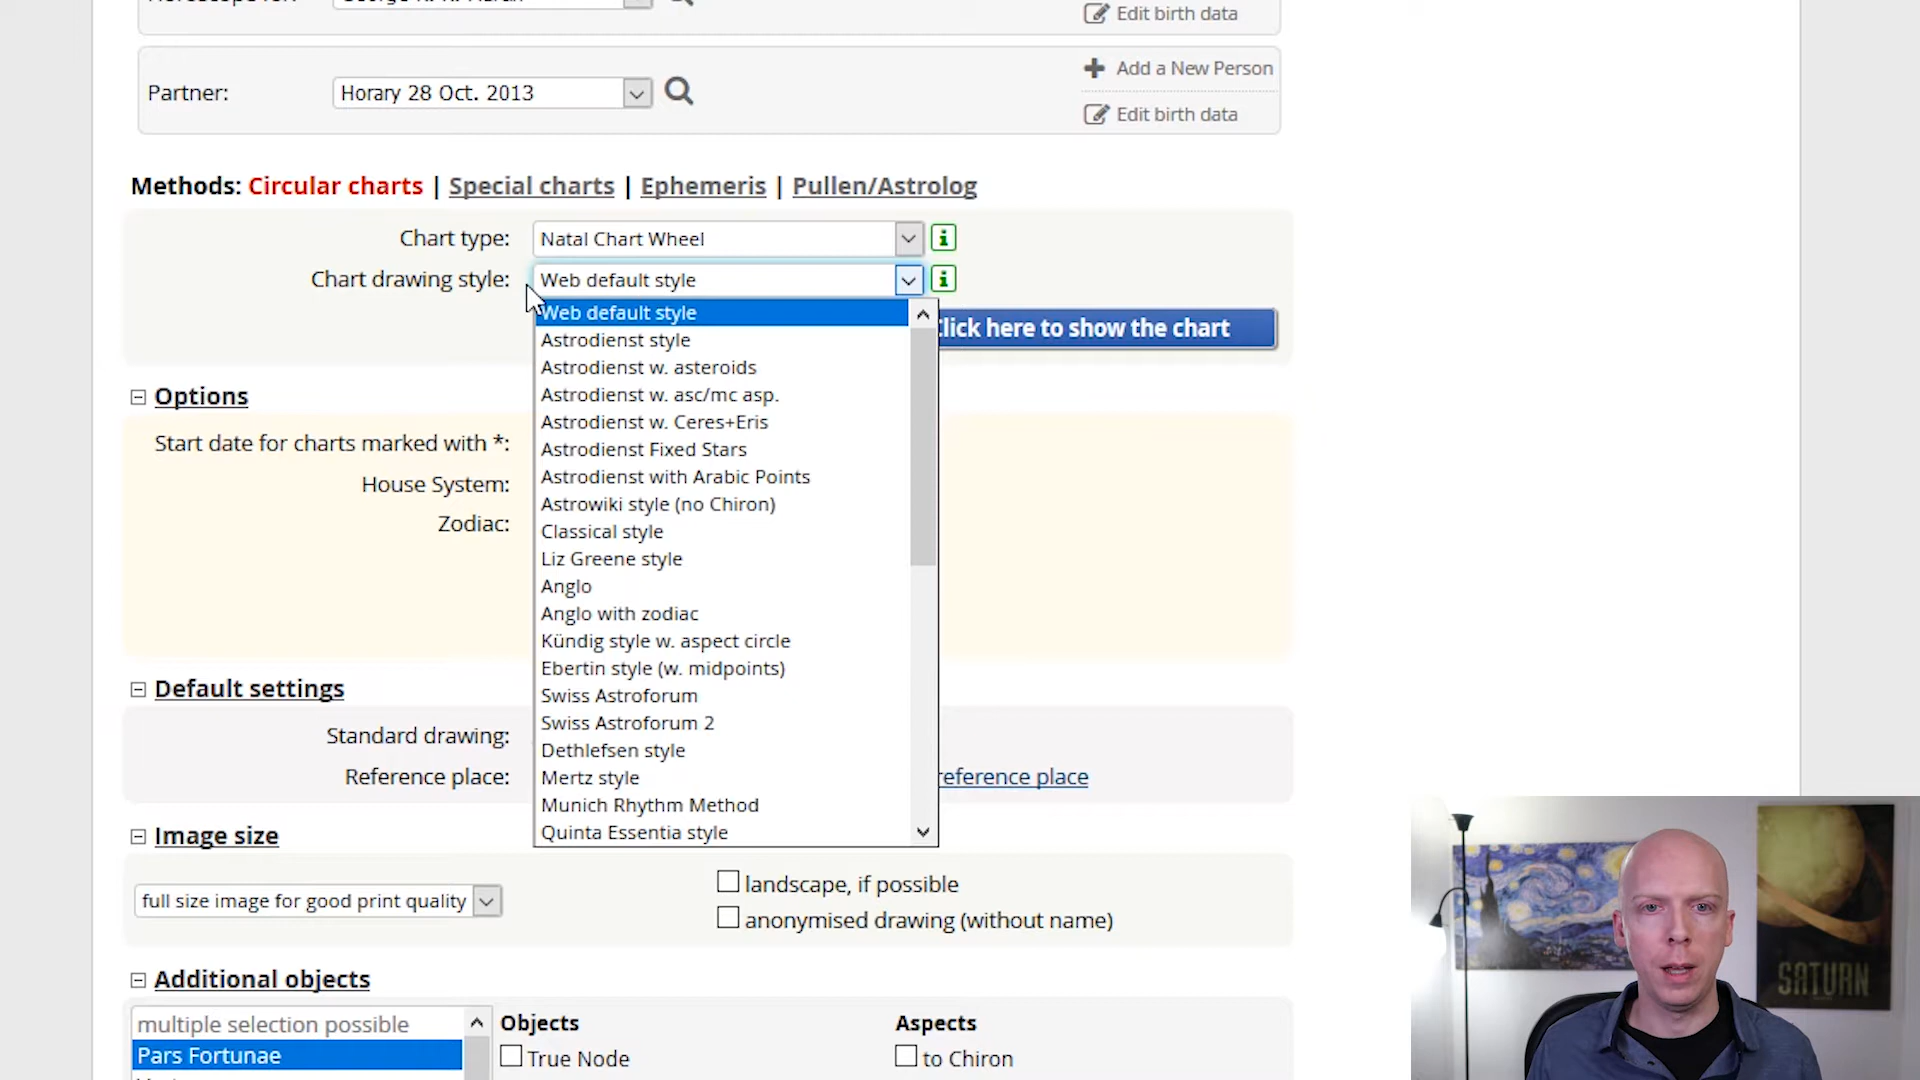 Edit birth data
Partner:
Horary 28 Oct. 2013
Add a New Person
Edit birth data
Methods: Circular charts | Special charts | Ephemeris | Pullen/Astrolog
Chart type:
Natal Chart Wheel
Chart drawing style:
Web default style
Web default style
Astrodienst style
Astrodienst w. asteroids
Astrodienst w. asc/mc asp.
Astrodienst w. Ceres+Eris
Astrodienst Fixed Stars
Astrodienst with Arabic Points
Astrowiki style (no Chiron)
Classical style
Liz Greene style
Anglo
Anglo with zodiac
Kündig style w. aspect circle
Ebertin style (w. midpoints)
Swiss Astroforum
Swiss Astroforum 2
Dethlefsen style
Mertz style
Munich Rhythm Method
Quinta Essentia style
Click here to show the chart
Options
Start date for charts marked with *:
House System:
Zodiac:
Default settings
Standard drawing:
Reference place:
reference place
Image size
full size image for good print quality
landscape, if possible
anonymised drawing (without name)
Additional objects
multiple selection possible
Pars Fortunae
Objects
True Node
Aspects
to Chiron
SATURN